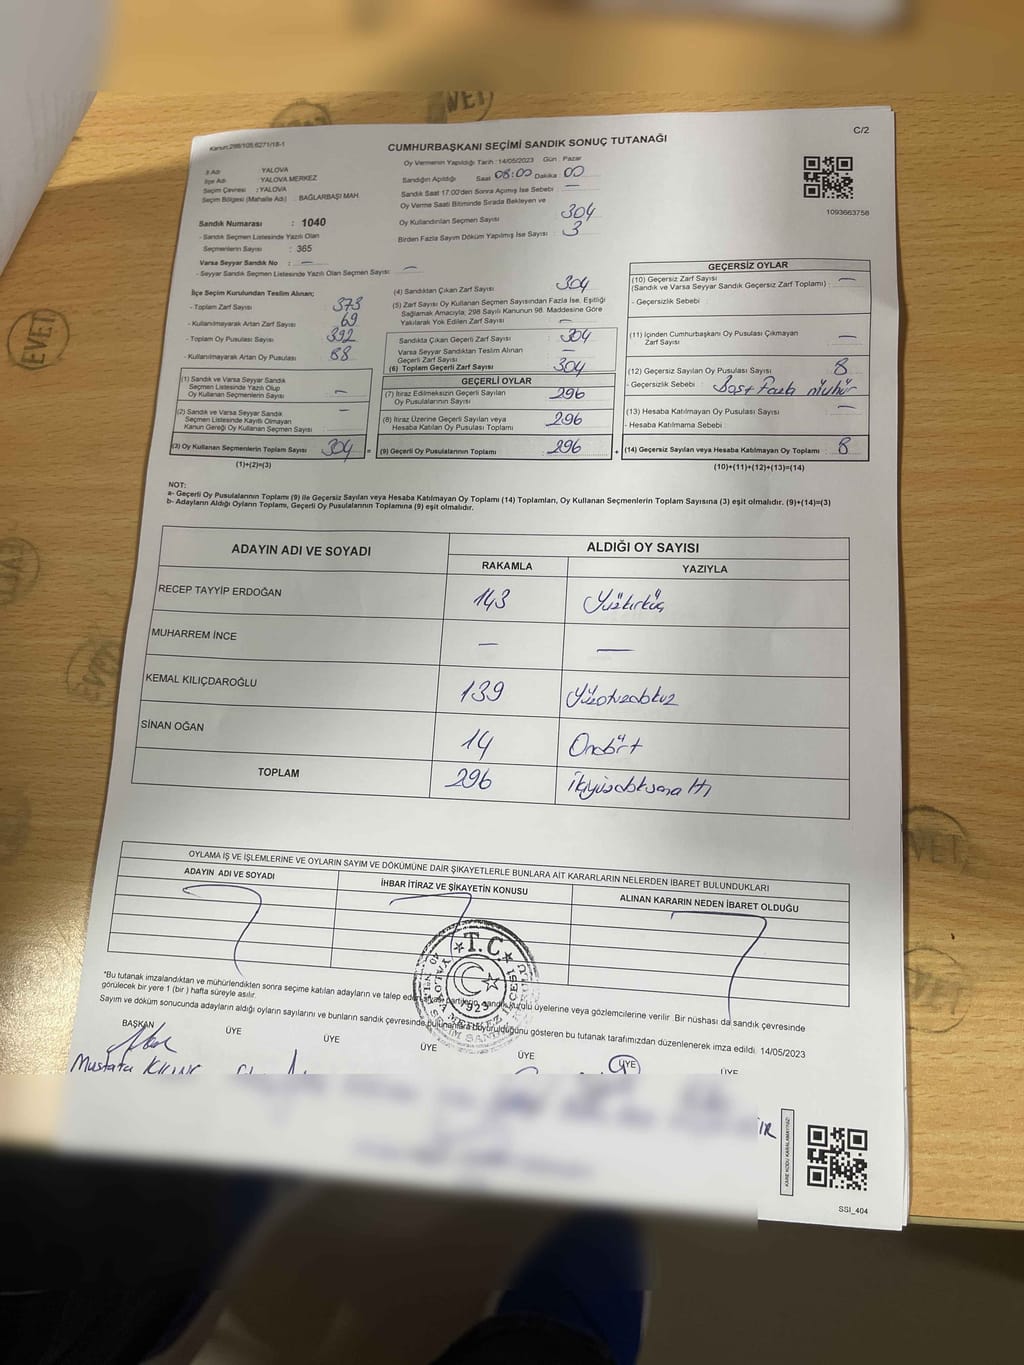 C/2
Kanun:298/105,6271/18-1
CUMHURBAŞKANI SEÇİMİ SANDIK SONUÇ TUTANAĞI
İl Adı : YALOVA
İlçe Adı : YALOVA MERKEZ
Seçim Çevresi : YALOVA
Seçim Bölgesi (Mahalle Adı) : BAĞLARBAŞI MAH.
Sandık Numarası : 1040
- Sandık Seçmen Listesinde Yazılı Olan
Seçmenlerin Sayısı : 365
Varsa Seyyar Sandık No : —
- Seyyar Sandık Seçmen Listesinde Yazılı Olan Seçmen Sayısı : —
Oy Vermenin Yapıldığı Tarih : 14/05/2023 Gün : Pazar
Sandığın Açıldığı Saat 08:00 Dakika 00
Sandık Saat 17:00'den Sonra Açılmış İse Sebebi : —
Oy Verme Saati Bitiminde Sırada Bekleyen ve
Oy Kullandırılan Seçmen Sayısı : 304
Birden Fazla Sayım Döküm Yapılmış İse Sayısı : 3
1093663758
İlçe Seçim Kurulundan Teslim Alınan;
- Toplam Zarf Sayısı : 373
- Kullanılmayarak Artan Zarf Sayısı : 69
- Toplam Oy Pusulası Sayısı : 392
- Kullanılmayarak Artan Oy Pusulası : 88
(1) Sandık ve Varsa Seyyar Sandık
Seçmen Listesinde Yazılı Olup
Oy Kullanan Seçmenlerin Sayısı : —
(2) Sandık ve Varsa Seyyar Sandık
Seçmen Listesinde Kayıtlı Olmayan
Kanun Gereği Oy Kullanan Seçmen Sayısı : —
(3) Oy Kullanan Seçmenlerin Toplam Sayısı : 304 =
(1)+(2)=(3)
(4) Sandıktan Çıkan Zarf Sayısı : 304
(5) Zarf Sayısı Oy Kullanan Seçmen Sayısından Fazla İse, Eşitliği
Sağlamak Amacıyla; 298 Sayılı Kanunun 98. Maddesine Göre
Yakılarak Yok Edilen Zarf Sayısı : —
Sandıkta Çıkan Geçerli Zarf Sayısı : 304
Varsa Seyyar Sandıktan Teslim Alınan
Geçerli Zarf Sayısı : —
(6) Toplam Geçerli Zarf Sayısı : 304
GEÇERLİ OYLAR
(7) İtiraz Edilmeksizin Geçerli Sayılan
Oy Pusulalarının Sayısı : 296
(8) İtiraz Üzerine Geçerli Sayılan veya
Hesaba Katılan Oy Pusulası Toplamı : 296
(9) Geçerli Oy Pusulalarının Toplamı : 296 +
GEÇERSİZ OYLAR
(10) Geçersiz Zarf Sayısı : —
(Sandık ve Varsa Seyyar Sandık Geçersiz Zarf Toplamı)
- Geçersizlik Sebebi :
(11) İçinden Cumhurbaşkanı Oy Pusulası Çıkmayan
Zarf Sayısı : —
(12) Geçersiz Sayılan Oy Pusulası Sayısı : 8
- Geçersizlik Sebebi : Boş+Fazla mühür
(13) Hesaba Katılmayan Oy Pusulası Sayısı : —
- Hesaba Katılmama Sebebi :
(14) Geçersiz Sayılan veya Hesaba Katılmayan Oy Toplamı : 8
(10)+(11)+(12)+(13)=(14)
NOT:
a- Geçerli Oy Pusulalarının Toplamı (9) ile Geçersiz Sayılan veya Hesaba Katılmayan Oy Toplamı (14) Toplamları, Oy Kullanan Seçmenlerin Toplam Sayısına (3) eşit olmalıdır. (9)+(14)=(3)
b- Adayların Aldığı Oyların Toplamı, Geçerli Oy Pusulalarının Toplamına (9) eşit olmalıdır.
ADAYIN ADI VE SOYADI ALDIĞI OY SAYISI
RAKAMLA YAZIYLA
RECEP TAYYİP ERDOĞAN 143 Yüzkırküç
MUHARREM İNCE — —
KEMAL KILIÇDAROĞLU 139 Yüzotuzdokuz
SİNAN OĞAN 14 Ondört
TOPLAM 296 İkiyüzdoksanaltı
OYLAMA İŞ VE İŞLEMLERİNE VE OYLARIN SAYIM VE DÖKÜMÜNE DAİR ŞİKAYETLERLE BUNLARA AİT KARARLARIN NELERDEN İBARET BULUNDUKLARI
ADAYIN ADI VE SOYADI İHBAR İTİRAZ VE ŞİKAYETİN KONUSU ALINAN KARARIN NEDEN İBARET OLDUĞU
T.C.
1923
*Bu tutanak imzalandıktan ve mühürlendikten sonra seçime katılan adayların ve talep eden siyasi partilerin, sandık kurulu üyelerine veya gözlemcilerine verilir. Bir nüshası da sandık çevresinde
görülecek bir yere 1 (bir ) hafta süreyle asılır.
Sayım ve döküm sonucunda adayların aldığı oyların sayılarını ve bunların sandık çevresinde bulunanlara duyurulduğunu gösteren bu tutanak tarafımızdan düzenlenerek imza edildi. 14/05/2023
BAŞKAN ÜYE ÜYE ÜYE ÜYE ÜYE ÜYE
Mustafa KILINÇ
KARE KODU KARALAMAYINIZ!
SSI_404
EVET
EVET
EVET
EVET
EVET